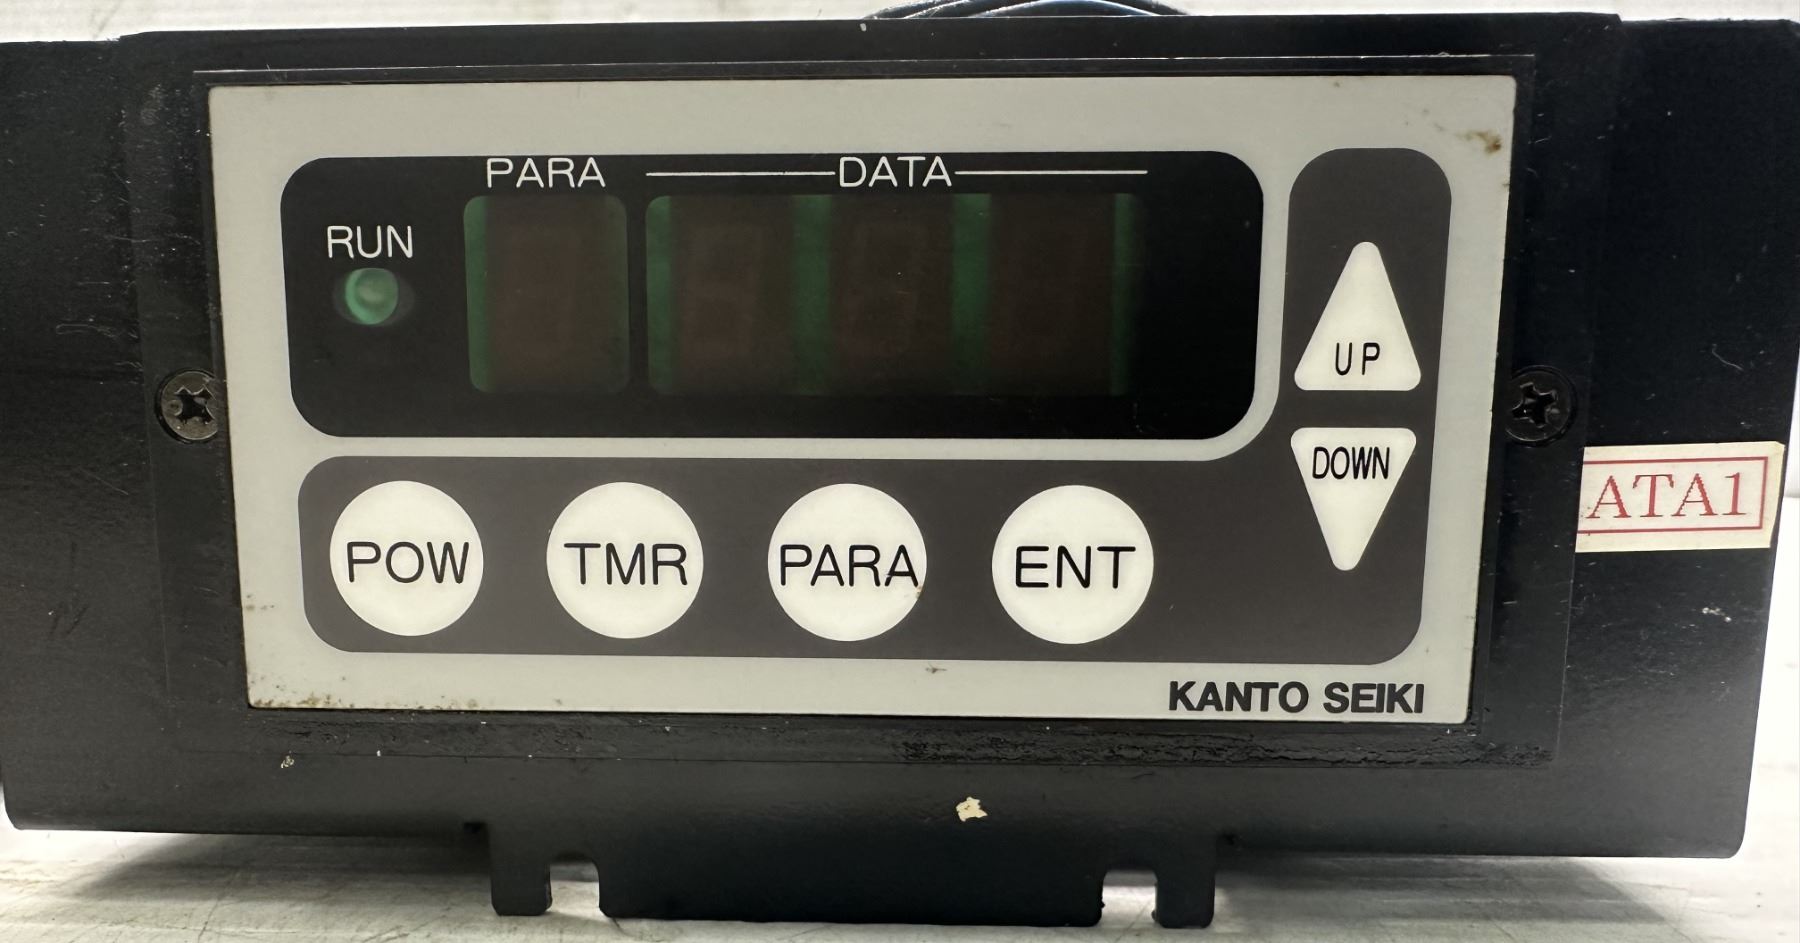 PARA DATA
RUN
UP
DOWN
POW TMR PARA ENT
ATA1
KANTO SEIKI